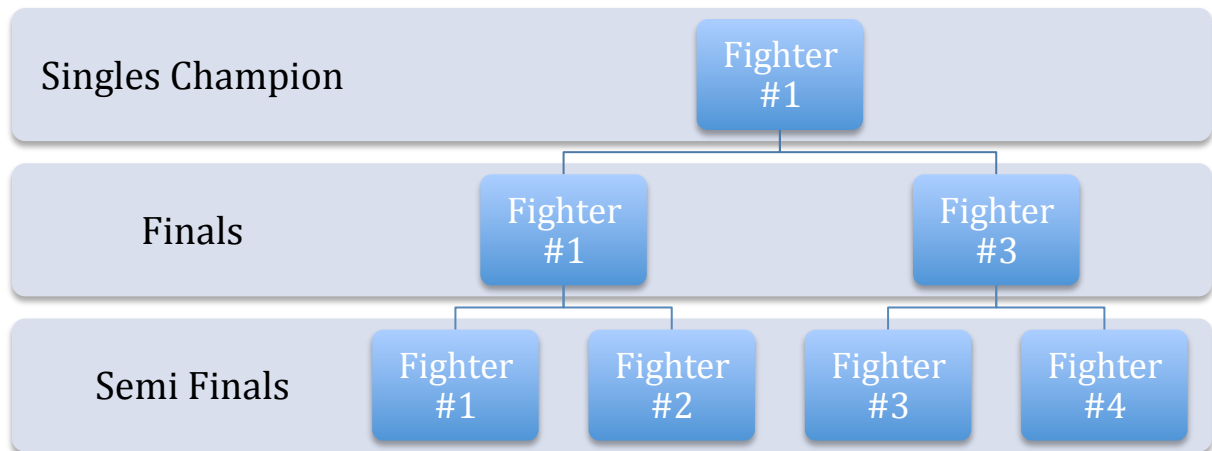 Singles Champion
Fighter
#1
Finals
Fighter
#1
Fighter
#3
Semi Finals
Fighter
#1
Fighter
#2
Fighter
#3
Fighter
#4